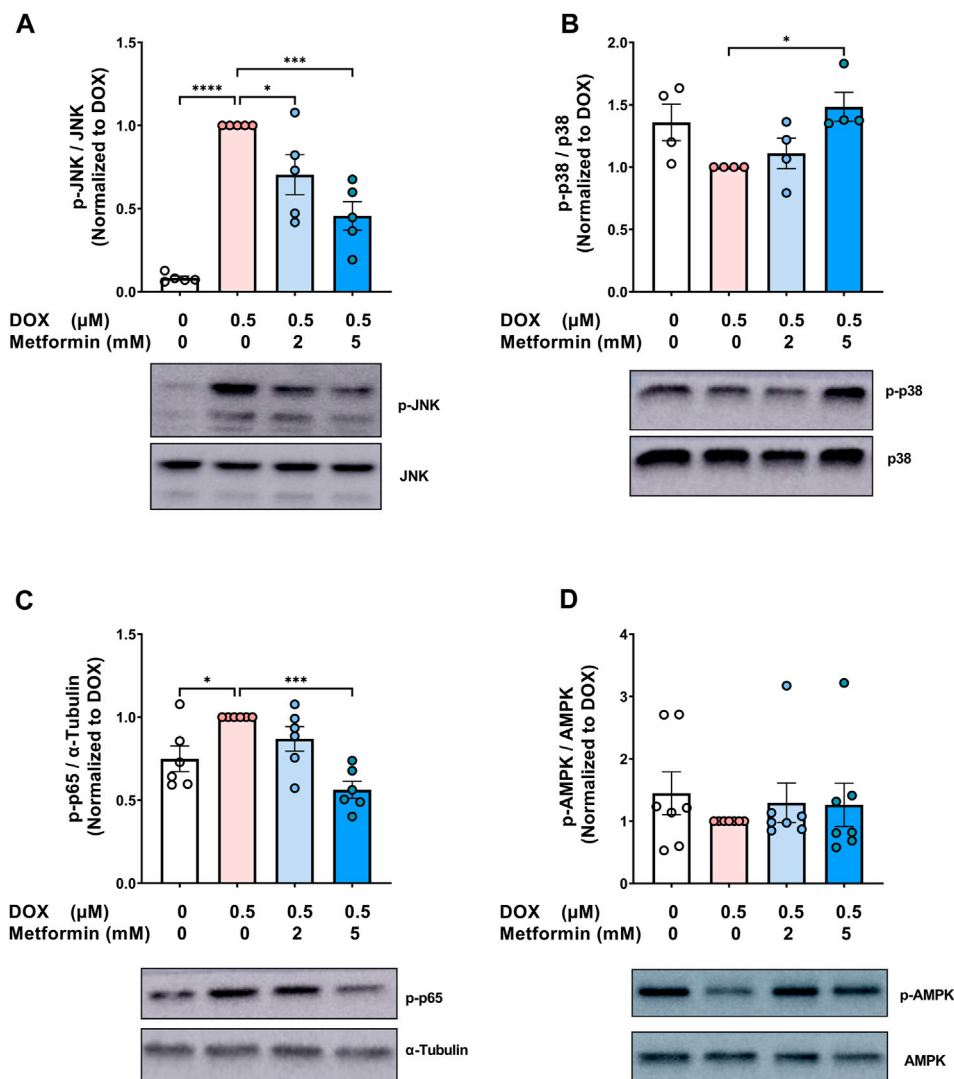 A
p-JNK / JNK
(Normalized to DOX)
1.5
1.0
0.5
0.0
****
*
***
DOX (μM) 0 0.5 0.5 0.5
Metformin (mM) 0 0 2 5
p-JNK
JNK
B
p-p38 / p38
(Normalized to DOX)
2.0
1.5
1.0
0.5
0.0
*
DOX (μM) 0 0.5 0.5 0.5
Metformin (mM) 0 0 2 5
p-p38
p38
C
p-p65 / α-Tubulin
(Normalized to DOX)
1.5
1.0
0.5
0.0
*
***
DOX (μM) 0 0.5 0.5 0.5
Metformin (mM) 0 0 2 5
p-p65
α-Tubulin
D
p-AMPK / AMPK
(Normalized to DOX)
4
3
2
1
0
DOX (μM) 0 0.5 0.5 0.5
Metformin (mM) 0 0 2 5
p-AMPK
AMPK